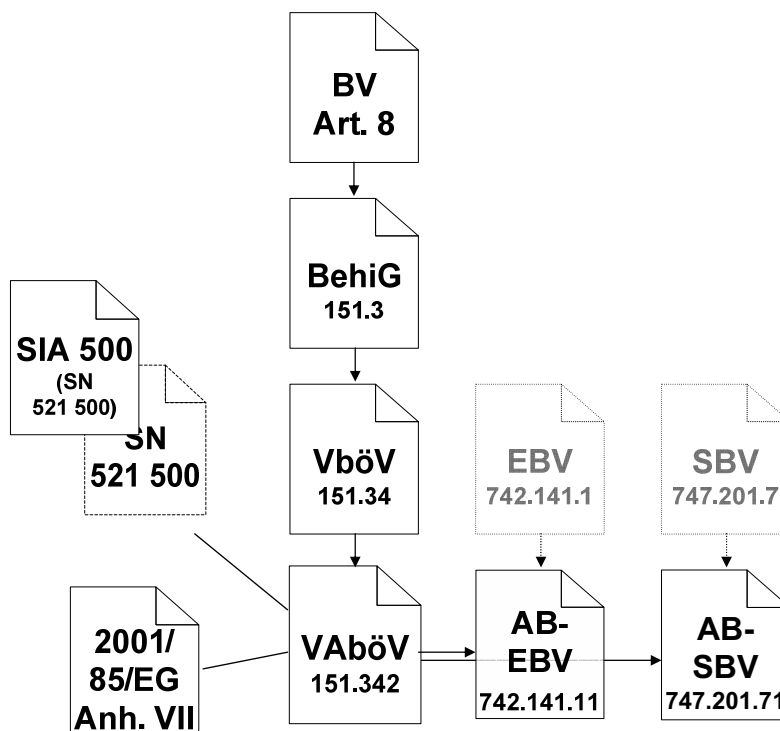 BV
Art. 8
BehiG
151.3
SIA 500
(SN
521 500)
SN
521 500
VböV
151.34
EBV
742.141.1
SBV
747.201.7
2001/
85/EG
Anh. VII
VAböV
151.342
AB-
EBV
742.141.11
AB-
SBV
747.201.71